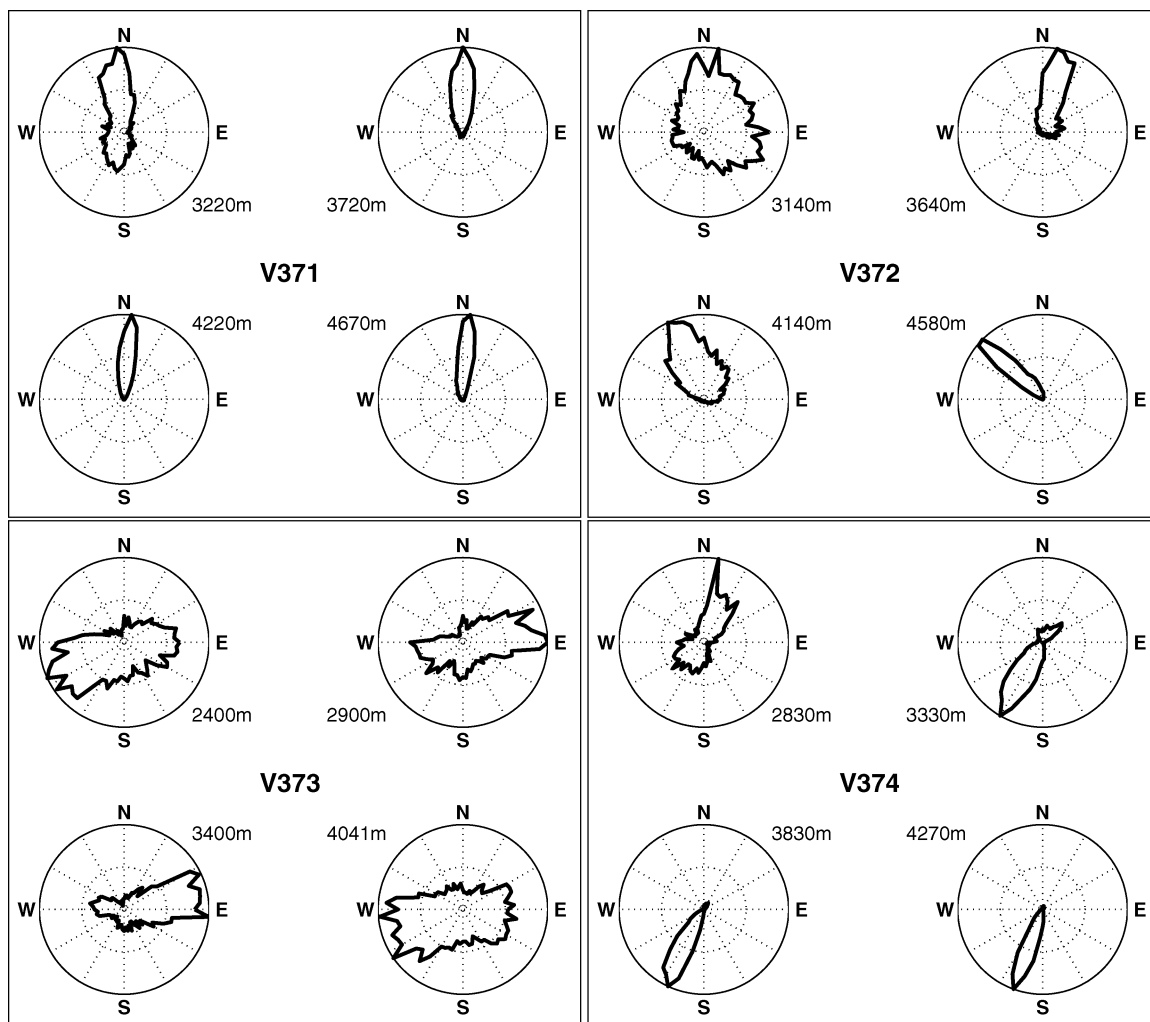 N N
W E W E
3220m 3720m
S S
V371
N N
4220m 4670m
W E W E
S S
N N
W E W E
3140m 3640m
S S
V372
N N
4140m 4580m
W E W E
S S
N N
W E W E
2400m 2900m
S S
V373
N N
3400m 4041m
W E W E
S S
N N
W E W E
2830m 3330m
S S
V374
N N
3830m 4270m
W E W E
S S